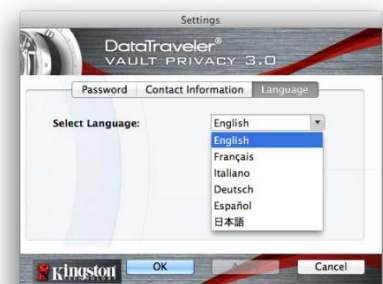 Settings
DataTraveler®
VAULT PRIVACY 3.0
Password Contact Information Language
Select Language: English
English
Français
Italiano
Deutsch
Español
日本語
Kingston
TECHNOLOGY
OK Cancel